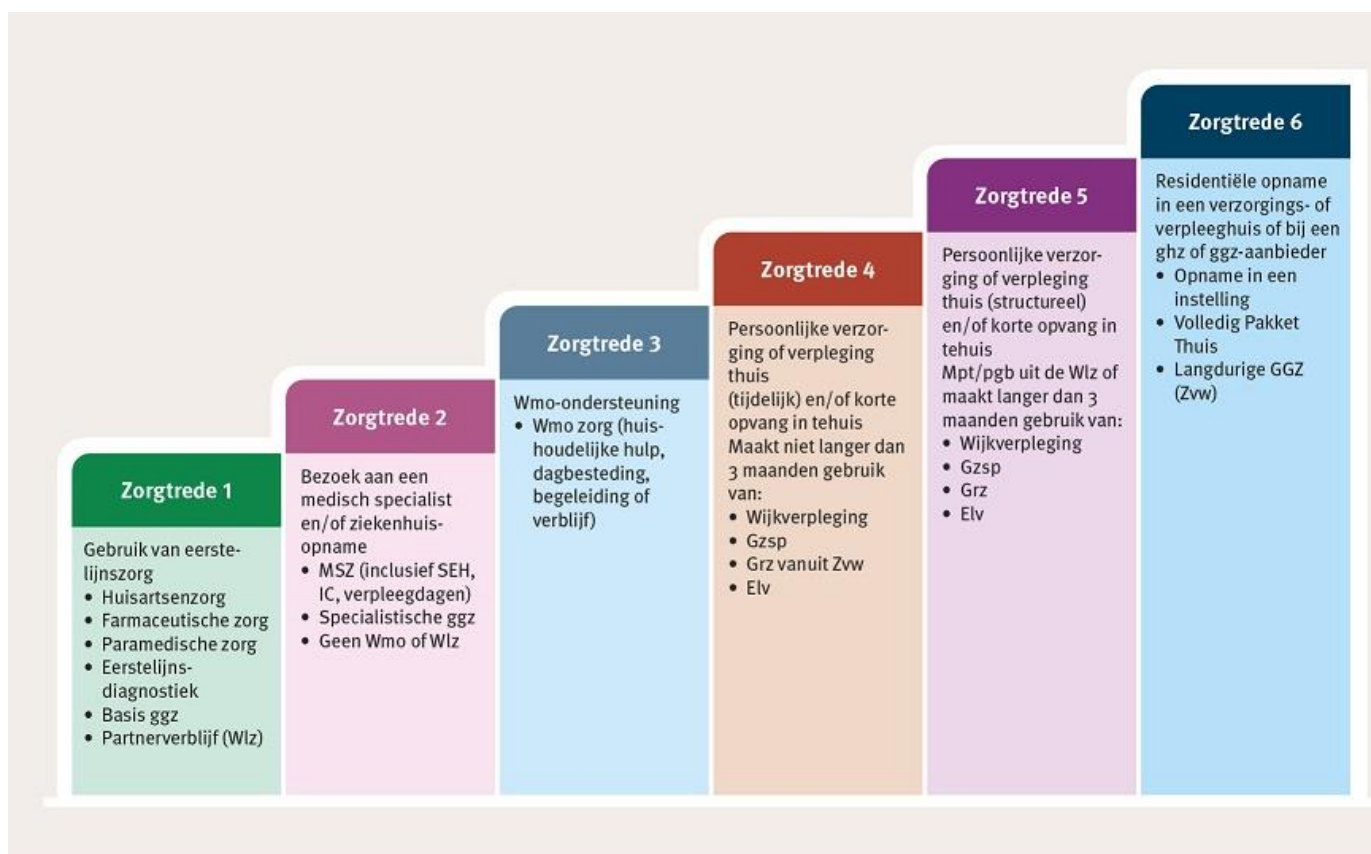 Zorgtrede 1
Gebruik van eerste-
lijnszorg
• Huisartsenzorg
• Farmaceutische zorg
• Paramedische zorg
• Eerstelijns-
diagnostiek
• Basis ggz
• Partnerverblijf (Wlz)
Zorgtrede 2
Bezoek aan een
medisch specialist
en/of ziekenhuis-
opname
• MSZ (inclusief SEH,
IC, verpleegdagen)
• Specialistische ggz
• Geen Wmo of Wlz
Zorgtrede 3
Wmo-ondersteuning
• Wmo zorg (huis-
houdelijke hulp,
dagbesteding,
begeleiding of
verblijf)
Zorgtrede 4
Persoonlijke verzor-
ging of verpleging
thuis
(tijdelijk) en/of korte
opvang in tehuis
Maakt niet langer dan
3 maanden gebruik
van:
• Wijkverpleging
• Gzsp
• Grz vanuit Zvw
• Elv
Zorgtrede 5
Persoonlijke verzor-
ging of verpleging
thuis (structureel)
en/of korte opvang in
tehuis
Mpt/pgb uit de Wlz of
maakt langer dan 3
maanden gebruik van:
• Wijkverpleging
• Gzsp
• Grz
• Elv
Zorgtrede 6
Residentiële opname
in een verzorgings- of
verpleeghuis of bij een
ghz of ggz-aanbieder
• Opname in een
instelling
• Volledig Pakket
Thuis
• Langdurige GGZ
(Zvw)